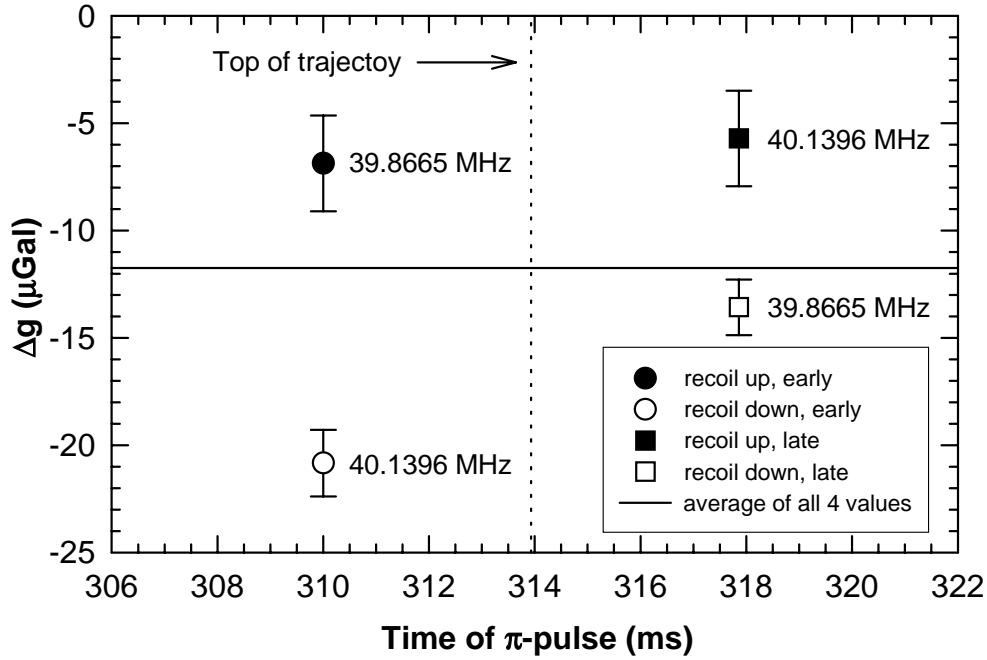 0
Top of trajectoy
-5
40.1396 MHz
39.8665 MHz
Δg (μGal)
-10
39.8665 MHz
-15
recoil up, early
recoil down, early
-20
40.1396 MHz
recoil up, late
recoil down, late
average of all 4 values
-25
306 308 310 312 314 316 318 320 322
Time of π-pulse (ms)